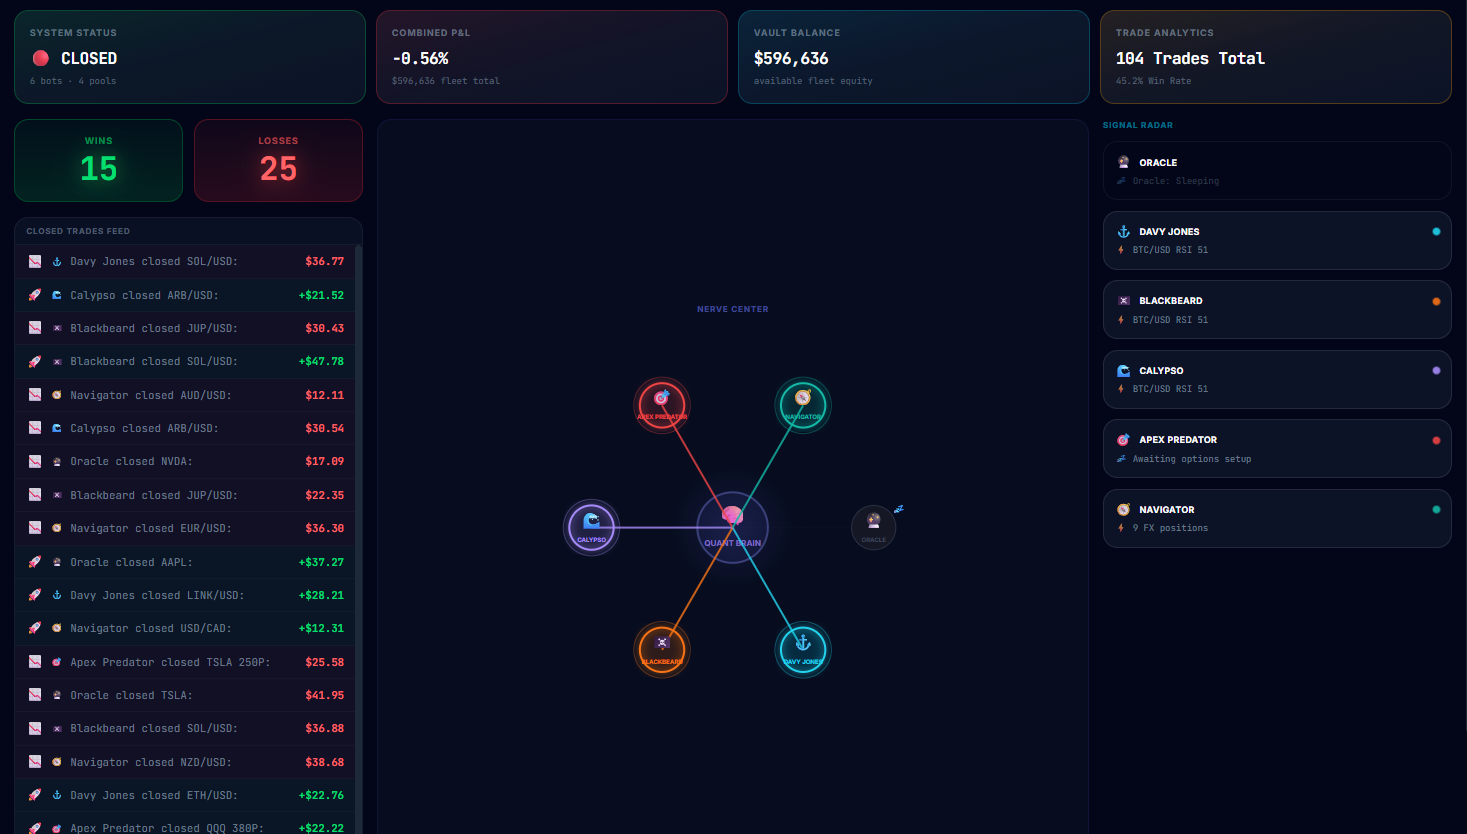 SYSTEM STATUS
CLOSED
6 bots · 4 pools
COMBINED P&L
-0.56%
$596,636 fleet total
VAULT BALANCE
$596,636
available fleet equity
TRADE ANALYTICS
104 Trades Total
45.2% Win Rate
WINS
15
LOSSES
25
CLOSED TRADES FEED
Davy Jones closed SOL/USD: $36.77
Calypso closed ARB/USD: +$21.52
Blackbeard closed JUP/USD: $30.43
Blackbeard closed SOL/USD: +$47.78
Navigator closed AUD/USD: $12.11
Calypso closed ARB/USD: $30.54
Oracle closed NVDA: $17.09
Blackbeard closed JUP/USD: $22.35
Navigator closed EUR/USD: $36.30
Oracle closed AAPL: +$37.27
Davy Jones closed LINK/USD: +$28.21
Navigator closed USD/CAD: +$12.31
Apex Predator closed TSLA 250P: $25.58
Oracle closed TSLA: $41.95
Blackbeard closed SOL/USD: $36.88
Navigator closed NZD/USD: $38.68
Davy Jones closed ETH/USD: +$22.76
Apex Predator closed QQQ 380P: +$22.22
NERVE CENTER
APEX PREDATOR
NAVIGATOR
CALYPSO
QUANT BRAIN
ORACLE
BLACKBEARD
DAVY JONES
SIGNAL RADAR
ORACLE
Oracle: Sleeping
DAVY JONES
BTC/USD RSI 51
BLACKBEARD
BTC/USD RSI 51
CALYPSO
BTC/USD RSI 51
APEX PREDATOR
Awaiting options setup
NAVIGATOR
9 FX positions